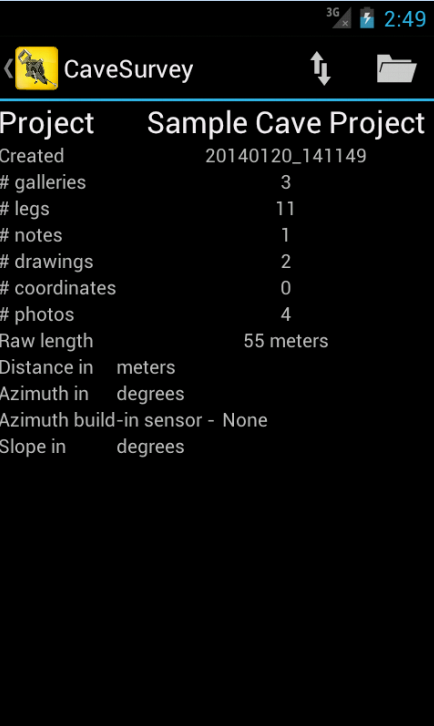 3G 2:49
CaveSurvey
Project Sample Cave Project
Created 20140120_141149
# galleries 3
# legs 11
# notes 1
# drawings 2
# coordinates 0
# photos 4
Raw length 55 meters
Distance in meters
Azimuth in degrees
Azimuth build-in sensor - None
Slope in degrees